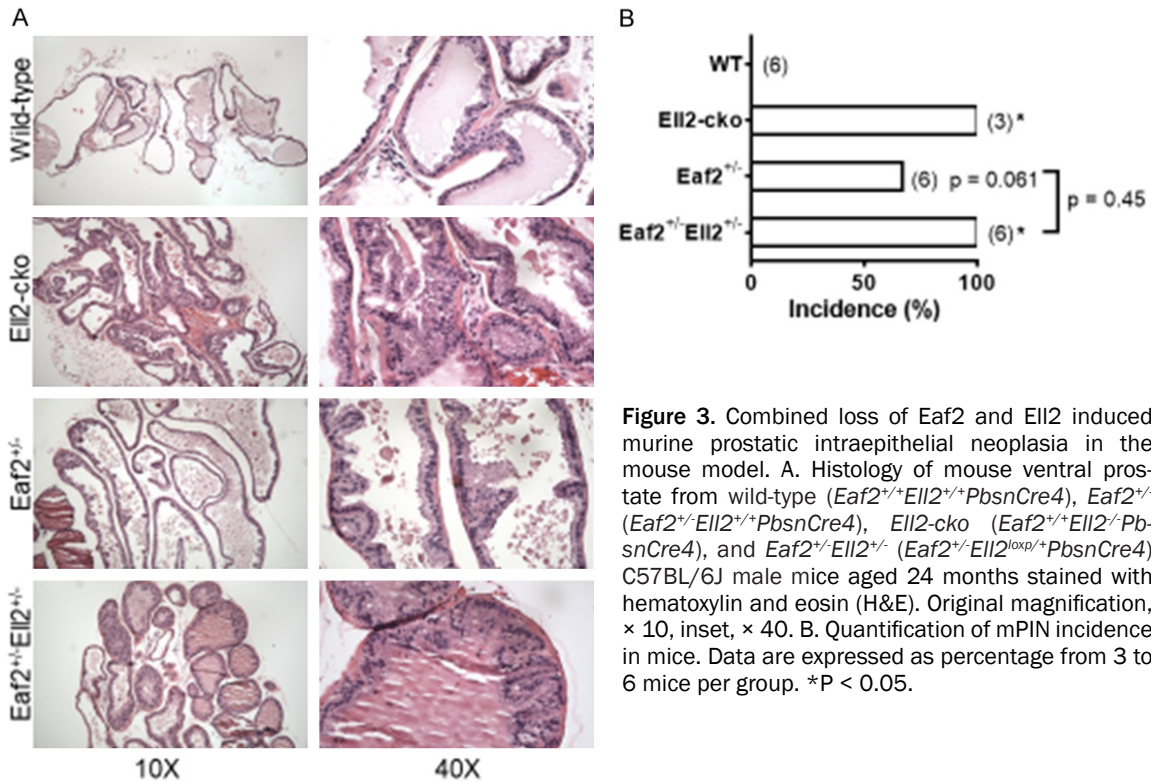 A
Wild-type
Ell2-cko
Eaf2+/-
Eaf2+/-Ell2+/-
10X
40X
B
WT
(6)
Ell2-cko
(3)*
Eaf2+/-
(6) p = 0.061
p = 0.45
Eaf2+/-Ell2+/-
(6)*
0
50
100
Incidence (%)
Figure 3. Combined loss of Eaf2 and Ell2 induced
murine prostatic intraepithelial neoplasia in the
mouse model. A. Histology of mouse ventral pros-
tate from wild-type (Eaf2+/+Ell2+/+PbsnCre4), Eaf2+/-
(Eaf2+/-Ell2+/+PbsnCre4), Ell2-cko (Eaf2+/+Ell2-/-Pb-
snCre4), and Eaf2+/-Ell2+/- (Eaf2+/-Ell2loxp/+PbsnCre4)
C57BL/6J male mice aged 24 months stained with
hematoxylin and eosin (H&E). Original magnification,
× 10, inset, × 40. B. Quantification of mPIN incidence
in mice. Data are expressed as percentage from 3 to
6 mice per group. *P < 0.05.